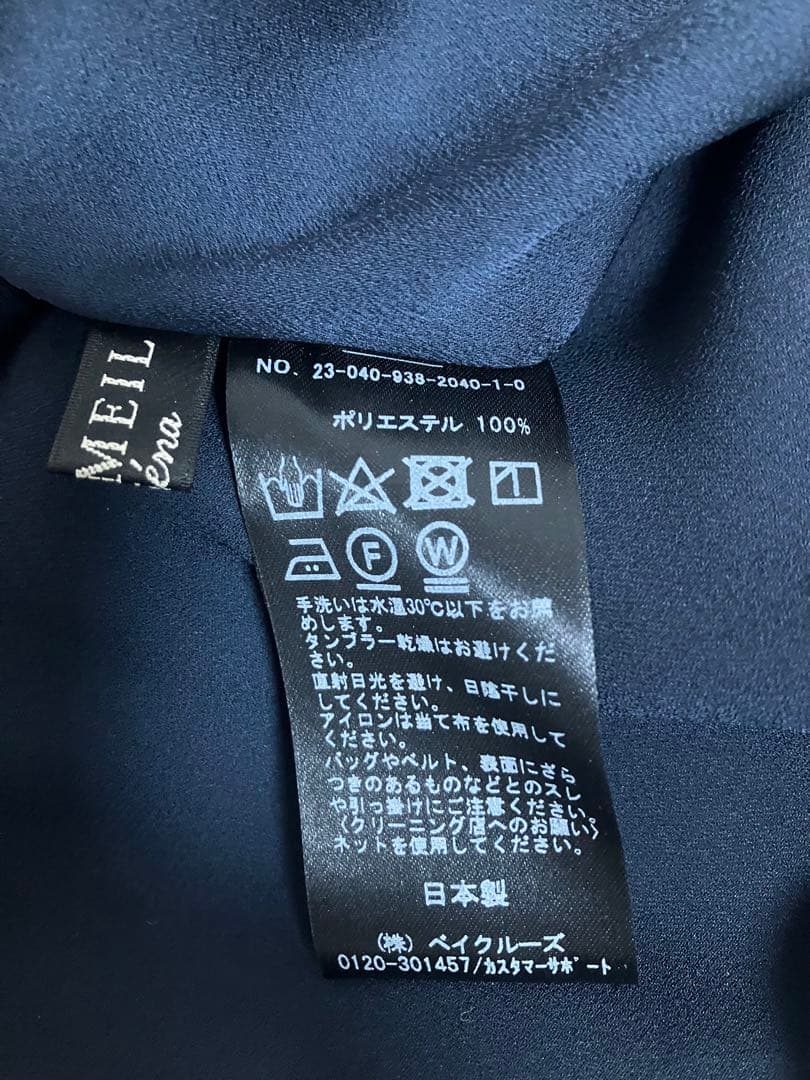 MEIL
éna
NO. 23-040-938-2040-1-0
ポリエステル 100%
F
W
手洗いは水温30℃以下をお薦
めします。
タンブラー乾燥はお避けくだ
さい。
直射日光を避け、日陰干しに
してください。
アイロンは当て布を使用して
ください。
バッグやベルト、表面にざら
つきのあるものなどとのスレ
や引っ掛けにご注意ください。
〈クリーニング店へのお願い〉
ネットを使用してください。
日本製
(株) ベイクルーズ
0120-301457/カスタマーサポート